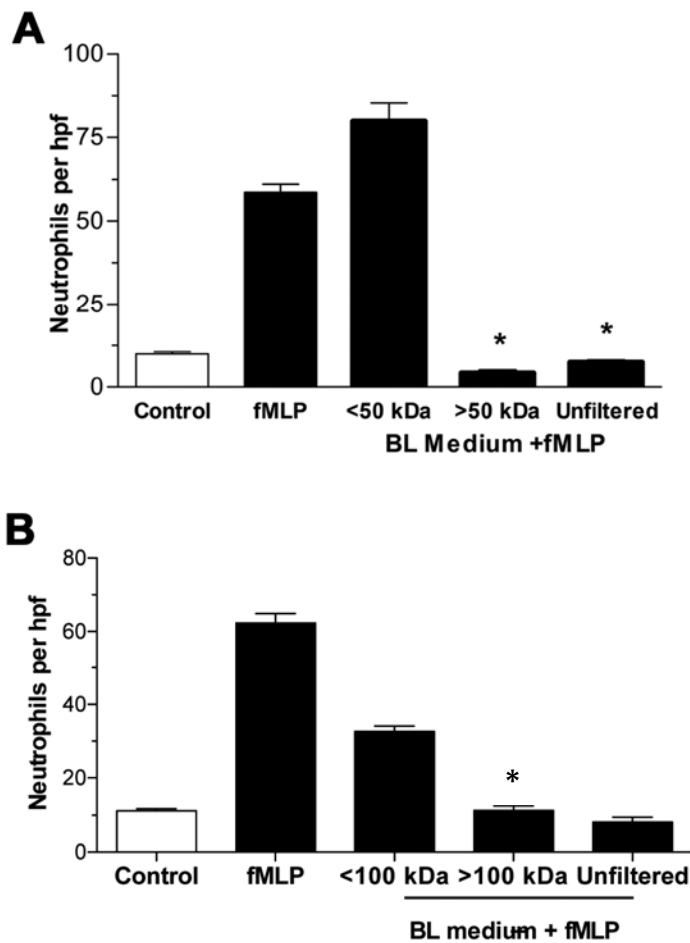 A
100
75
50
25
0
Neutrophils per hpf
* *
Control fMLP <50 kDa >50 kDa Unfiltered
BL Medium +fMLP
B
80
60
40
20
0
Neutrophils per hpf
*
Control fMLP <100 kDa >100 kDa Unfiltered
BL medium + fMLP